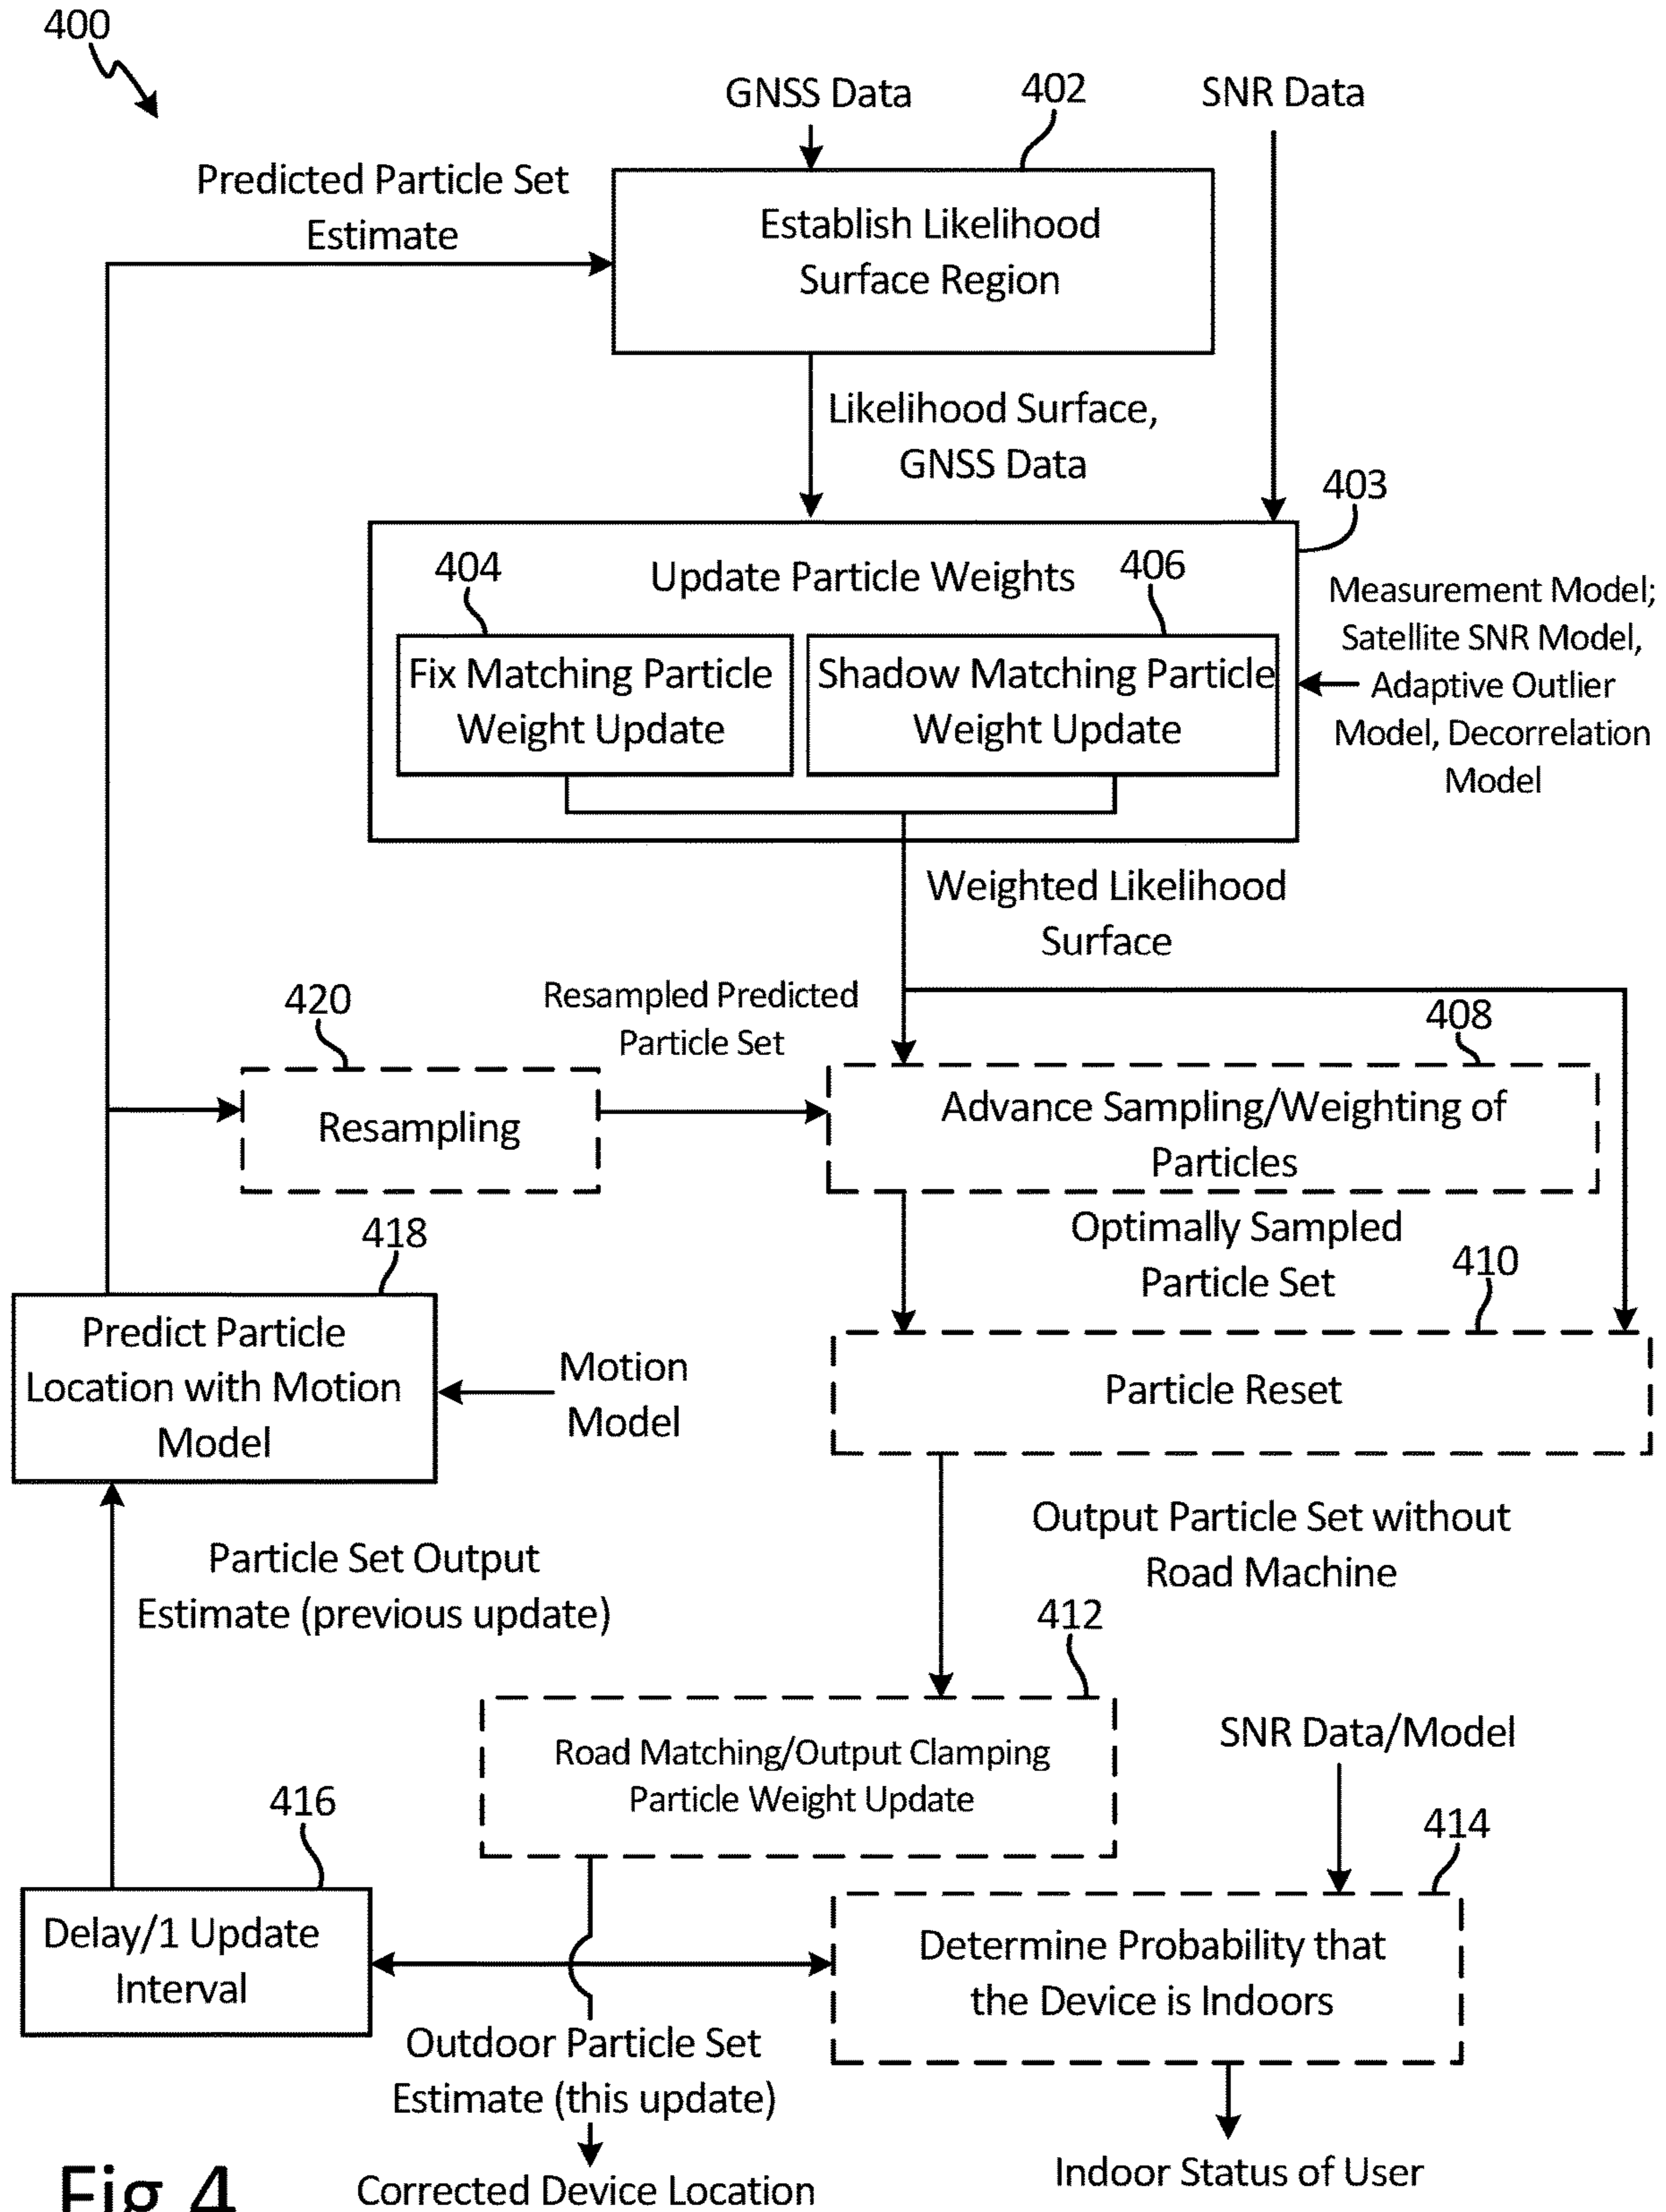 400
GNSS Data
402
SNR Data
Predicted Particle Set
Estimate
Establish Likelihood
Surface Region
Likelihood Surface,
GNSS Data
403
404
Update Particle Weights
406
Fix Matching Particle
Weight Update
Shadow Matching Particle
Weight Update
Measurement Model;
Satellite SNR Model,
Adaptive Outlier
Model, Decorrelation
Model
Weighted Likelihood
Surface
420
Resampled Predicted
Particle Set
408
Resampling
Advance Sampling/Weighting of
Particles
418
Optimally Sampled
Particle Set
410
Predict Particle
Location with Motion
Model
Motion
Model
Particle Reset
Particle Set Output
Estimate (previous update)
Output Particle Set without
Road Machine
412
Road Matching/Output Clamping
Particle Weight Update
SNR Data/Model
416
414
Delay/1 Update
Interval
Determine Probability that
the Device is Indoors
Outdoor Particle Set
Estimate (this update)
Corrected Device Location
Indoor Status of User
Fig 4